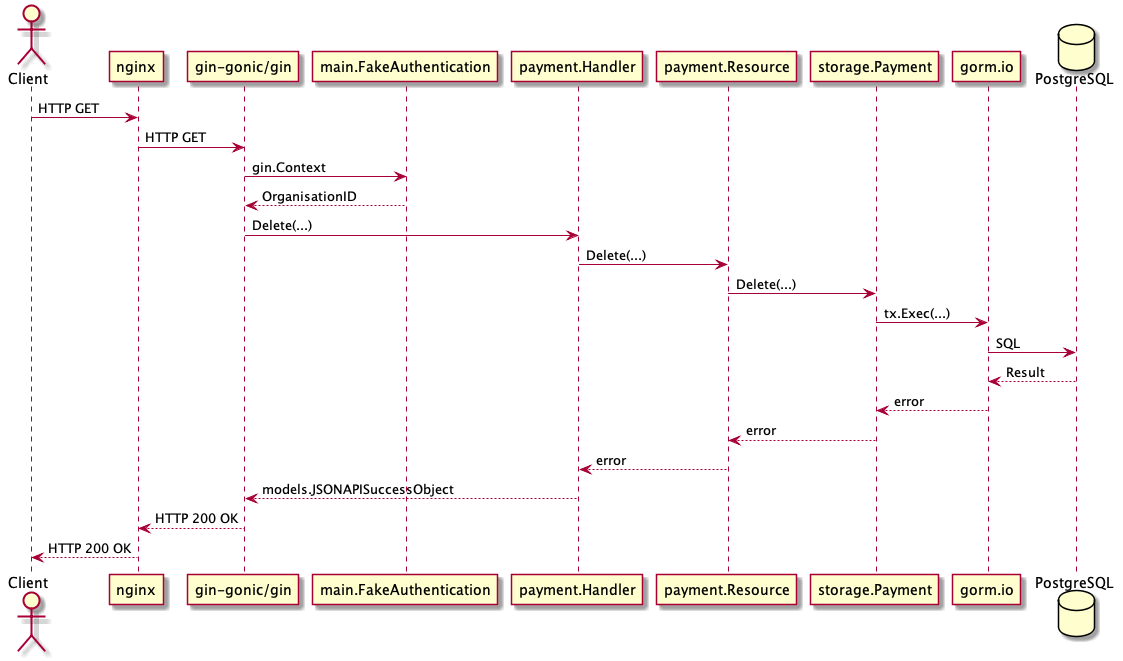 Client
nginx
gin-gonic/gin
main.FakeAuthentication
payment.Handler
payment.Resource
storage.Payment
gorm.io
PostgreSQL
HTTP GET
HTTP GET
gin.Context
OrganisationID
Delete(...)
Delete(...)
Delete(...)
tx.Exec(...)
SQL
Result
error
error
error
models.JSONAPISuccessObject
HTTP 200 OK
HTTP 200 OK
Client
nginx
gin-gonic/gin
main.FakeAuthentication
payment.Handler
payment.Resource
storage.Payment
gorm.io
PostgreSQL